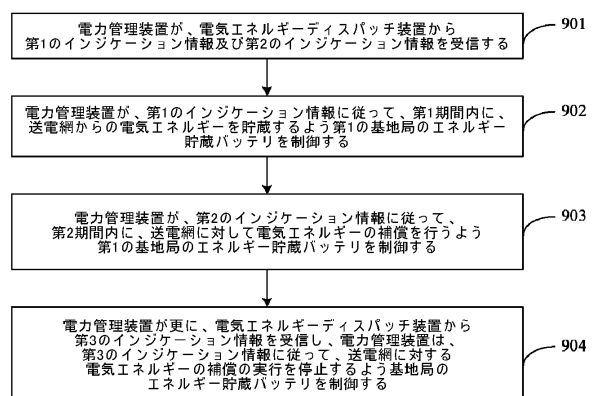 電力管理装置が、電気エネルギーディスパッチ装置から
第1のインジケーション情報及び第2のインジケーション情報を受信する
901
電力管理装置が、第1のインジケーション情報に従って、第1期間内に、
送電網からの電気エネルギーを貯蔵するよう第1の基地局のエネルギー
貯蔵バッテリを制御する
902
電力管理装置が、第2のインジケーション情報に従って、
第2期間内に、送電網に対して電気エネルギーの補償を行うよう
第1の基地局のエネルギー貯蔵バッテリを制御する
903
電力管理装置が更に、電気エネルギーディスパッチ装置から
第3のインジケーション情報を受信し、電力管理装置は、
第3のインジケーション情報に従って、送電網に対する
電気エネルギーの補償の実行を停止するよう基地局の
エネルギー貯蔵バッテリを制御する
904